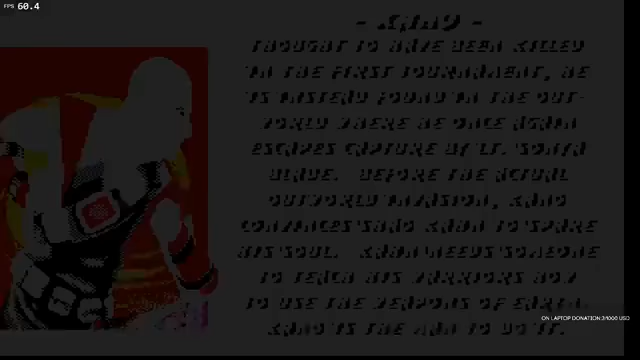 FPS 60.4
- KANO -
THOUGHT TO HAVE BEEN KILLED
IN THE FIRST TOURNAMENT, HE
IS INSTEAD FOUND IN THE OUT-
WORLD WHERE HE ONCE AGAIN
ESCAPES CAPTURE BY LT. SONYA
BLADE. BEFORE THE ACTUAL
OUTWORLD INVASION, KANO
CONVINCES SHAO KAHN TO SPARE
HIS SOUL. KAHN NEEDS SOMEONE
TO TEACH HIS WARRIORS HOW
TO USE THE WEAPONS OF EARTH.
KANO IS THE MAN TO DO IT.
ON LAPTOP DONATION:3/1000 USD